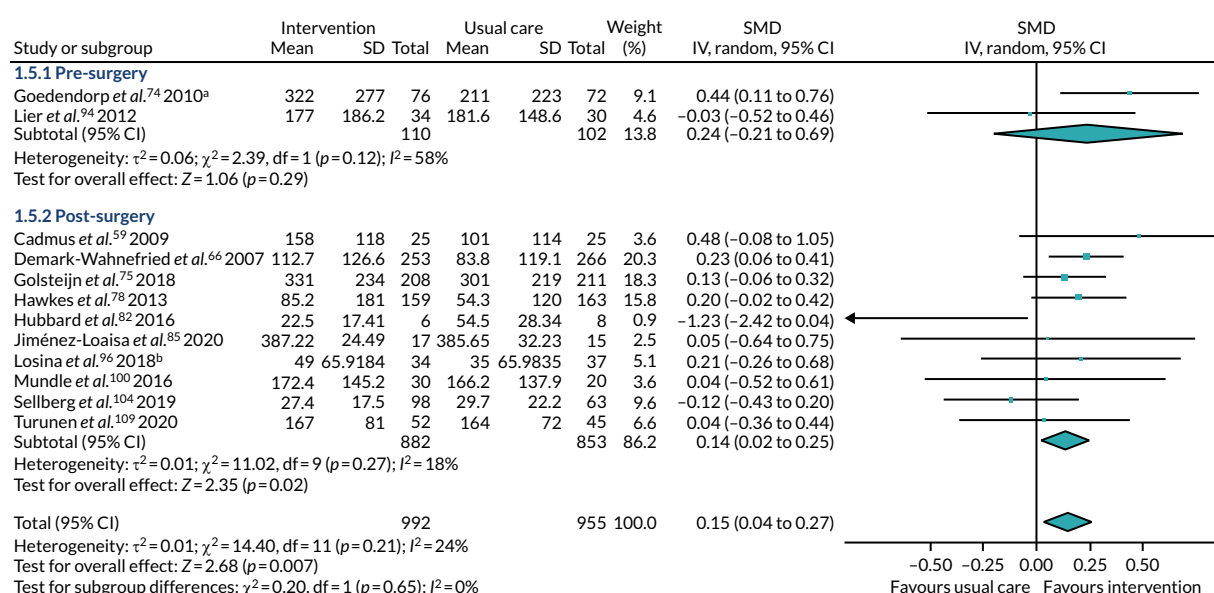 Intervention Usual care Weight SMD SMD
Study or subgroup Mean SD Total Mean SD Total (%) IV, random, 95% CI IV, random, 95% CI
1.5.1 Pre-surgery
Goedendorp et al.74 2010a 322 277 76 211 223 72 9.1 0.44 (0.11 to 0.76)
Lier et al.94 2012 177 186.2 34 181.6 148.6 30 4.6 −0.03 (−0.52 to 0.46)
Subtotal (95% CI) 110 102 13.8 0.24 (−0.21 to 0.69)
Heterogeneity: τ2=0.06; χ2=2.39, df=1 (p=0.12); I2=58%
Test for overall effect: Z=1.06 (p=0.29)
1.5.2 Post-surgery
Cadmus et al.59 2009 158 118 25 101 114 25 3.6 0.48 (−0.08 to 1.05)
Demark-Wahnefried et al.66 2007 112.7 126.6 253 83.8 119.1 266 20.3 0.23 (0.06 to 0.41)
Golsteijn et al.75 2018 331 234 208 301 219 211 18.3 0.13 (−0.06 to 0.32)
Hawkes et al.78 2013 85.2 181 159 54.3 120 163 15.8 0.20 (−0.02 to 0.42)
Hubbard et al.82 2016 22.5 17.41 6 54.5 28.34 8 0.9 −1.23 (−2.42 to 0.04)
Jiménez-Loaisa et al.85 2020 387.22 24.49 17 385.65 32.23 15 2.5 0.05 (−0.64 to 0.75)
Losina et al.96 2018b 49 65.9184 34 35 65.9835 37 5.1 0.21 (−0.26 to 0.68)
Mundle et al.100 2016 172.4 145.2 30 166.2 137.9 20 3.6 0.04 (−0.52 to 0.61)
Sellberg et al.104 2019 27.4 17.5 98 29.7 22.2 63 9.6 −0.12 (−0.43 to 0.20)
Turunen et al.109 2020 167 81 52 164 72 45 6.6 0.04 (−0.36 to 0.44)
Subtotal (95% CI) 882 853 86.2 0.14 (0.02 to 0.25)
Heterogeneity: τ2=0.01; χ2=11.02, df=9 (p=0.27); I2=18%
Test for overall effect: Z=2.35 (p=0.02)
Total (95% CI) 992 955 100.0 0.15 (0.04 to 0.27)
Heterogeneity: τ2=0.01; χ2=14.40, df=11 (p=0.21); I2=24%
Test for overall effect: Z=2.68 (p=0.007)
Test for subgroup differences: χ2=0.20, df=1 (p=0.65); I2=0%
−0.50 −0.25 0.00 0.25 0.50
Favours usual care Favours intervention